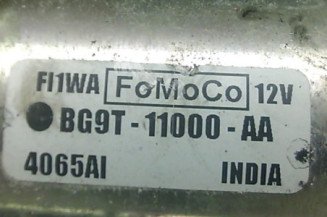 FI1WA FoMoCo 12V
BG9T - 11000 - AA
4065AI INDIA